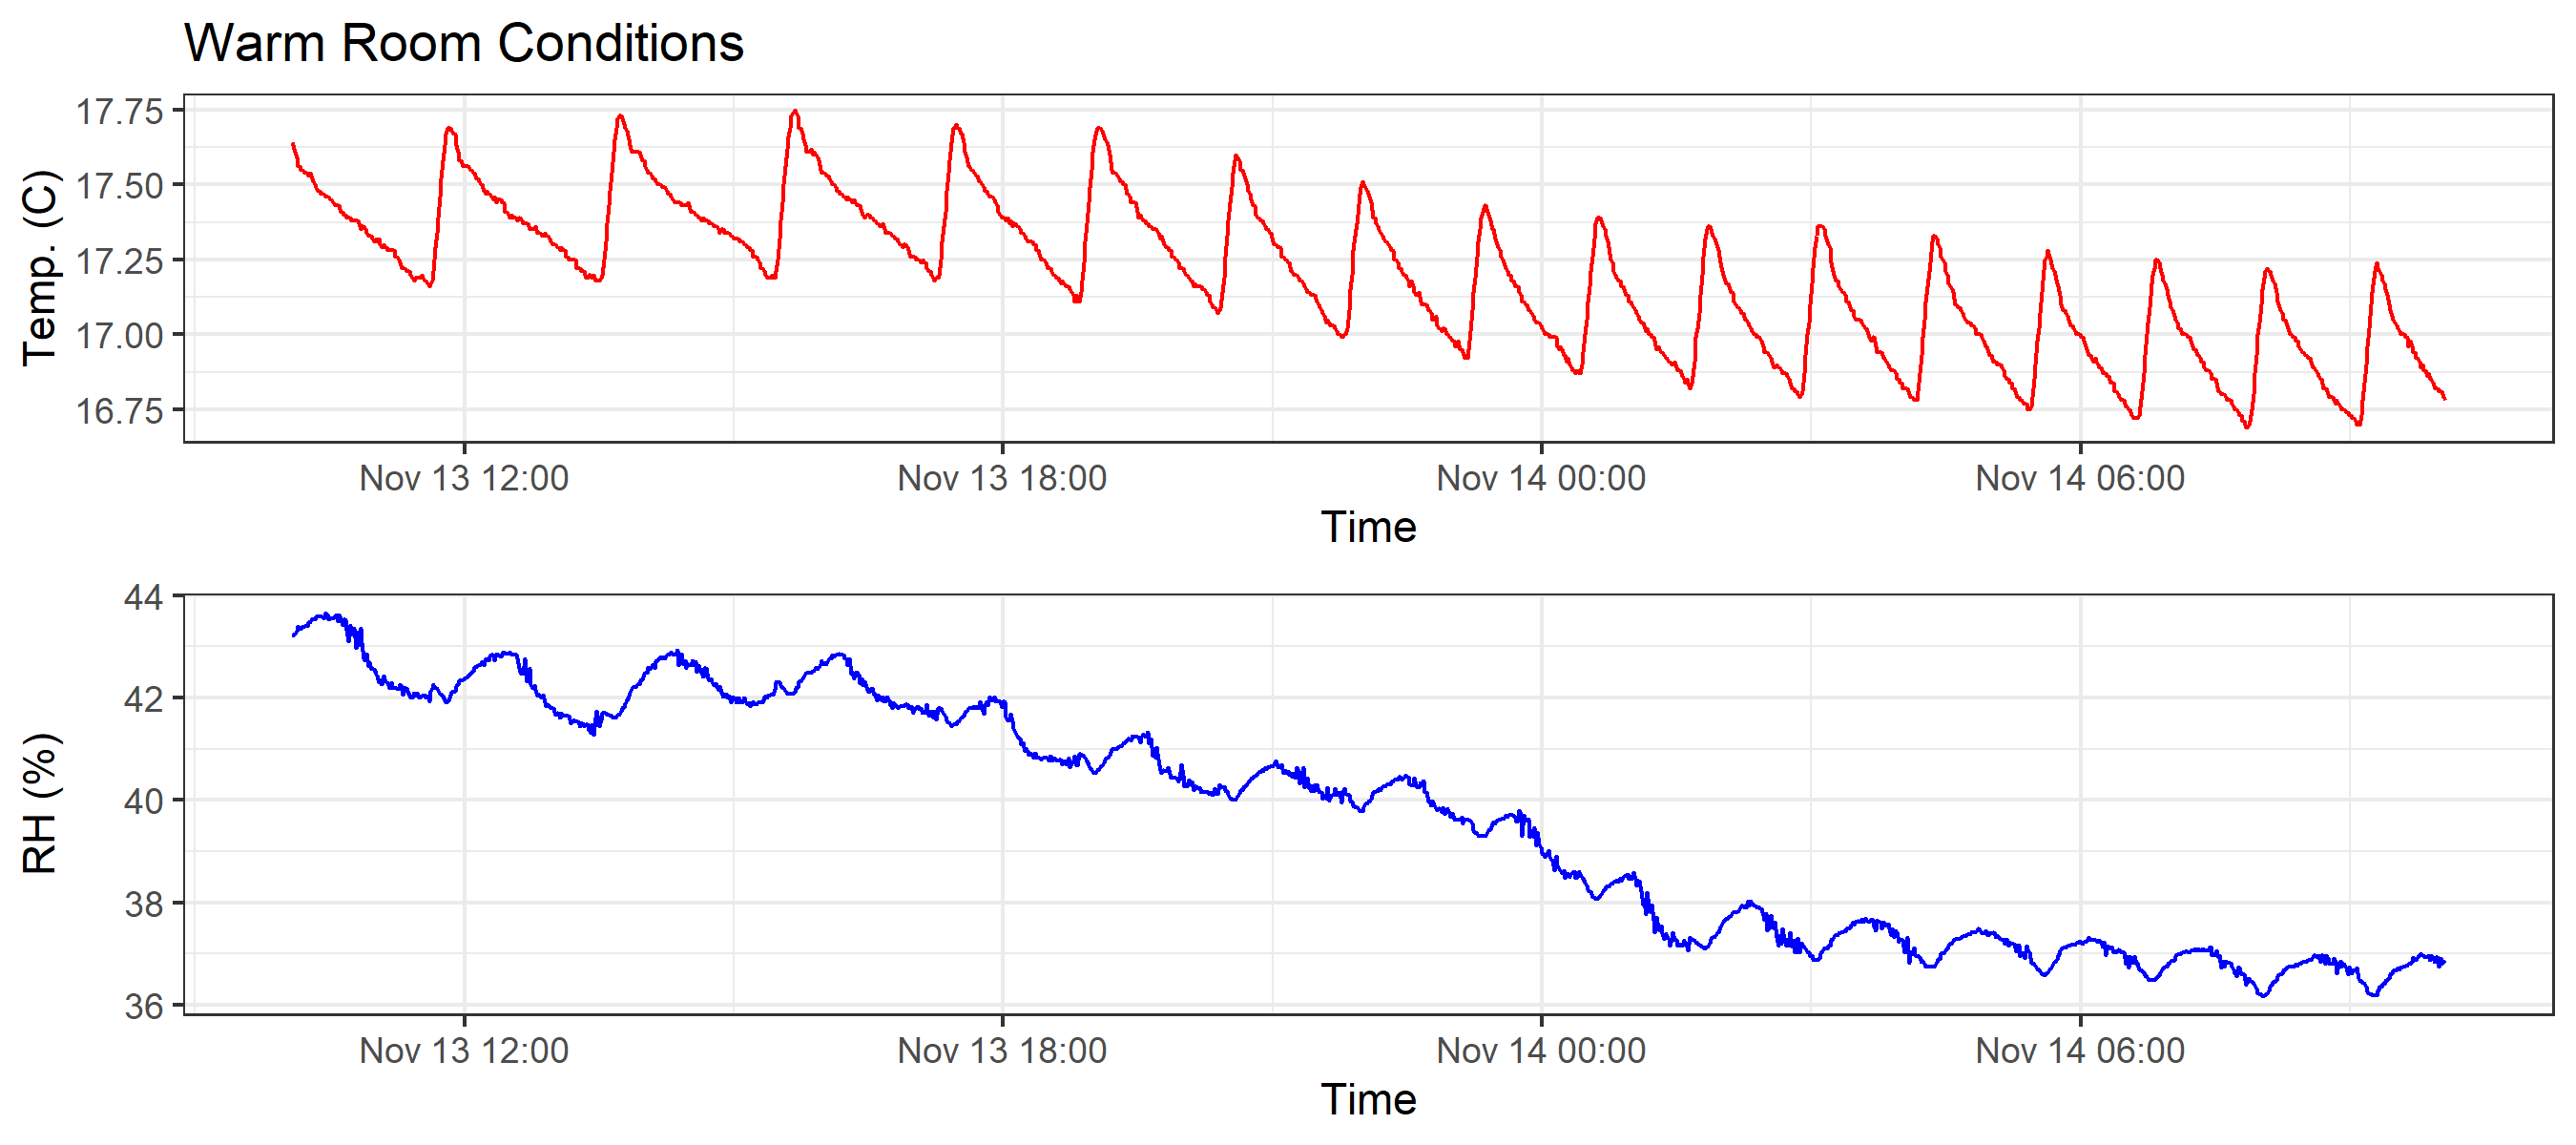 Warm Room Conditions
Temp. (C)
17.75
17.50
17.25
17.00
16.75
Nov 13 12:00 Nov 13 18:00 Nov 14 00:00 Nov 14 06:00
Time
RH (%)
44
42
40
38
36
Nov 13 12:00 Nov 13 18:00 Nov 14 00:00 Nov 14 06:00
Time